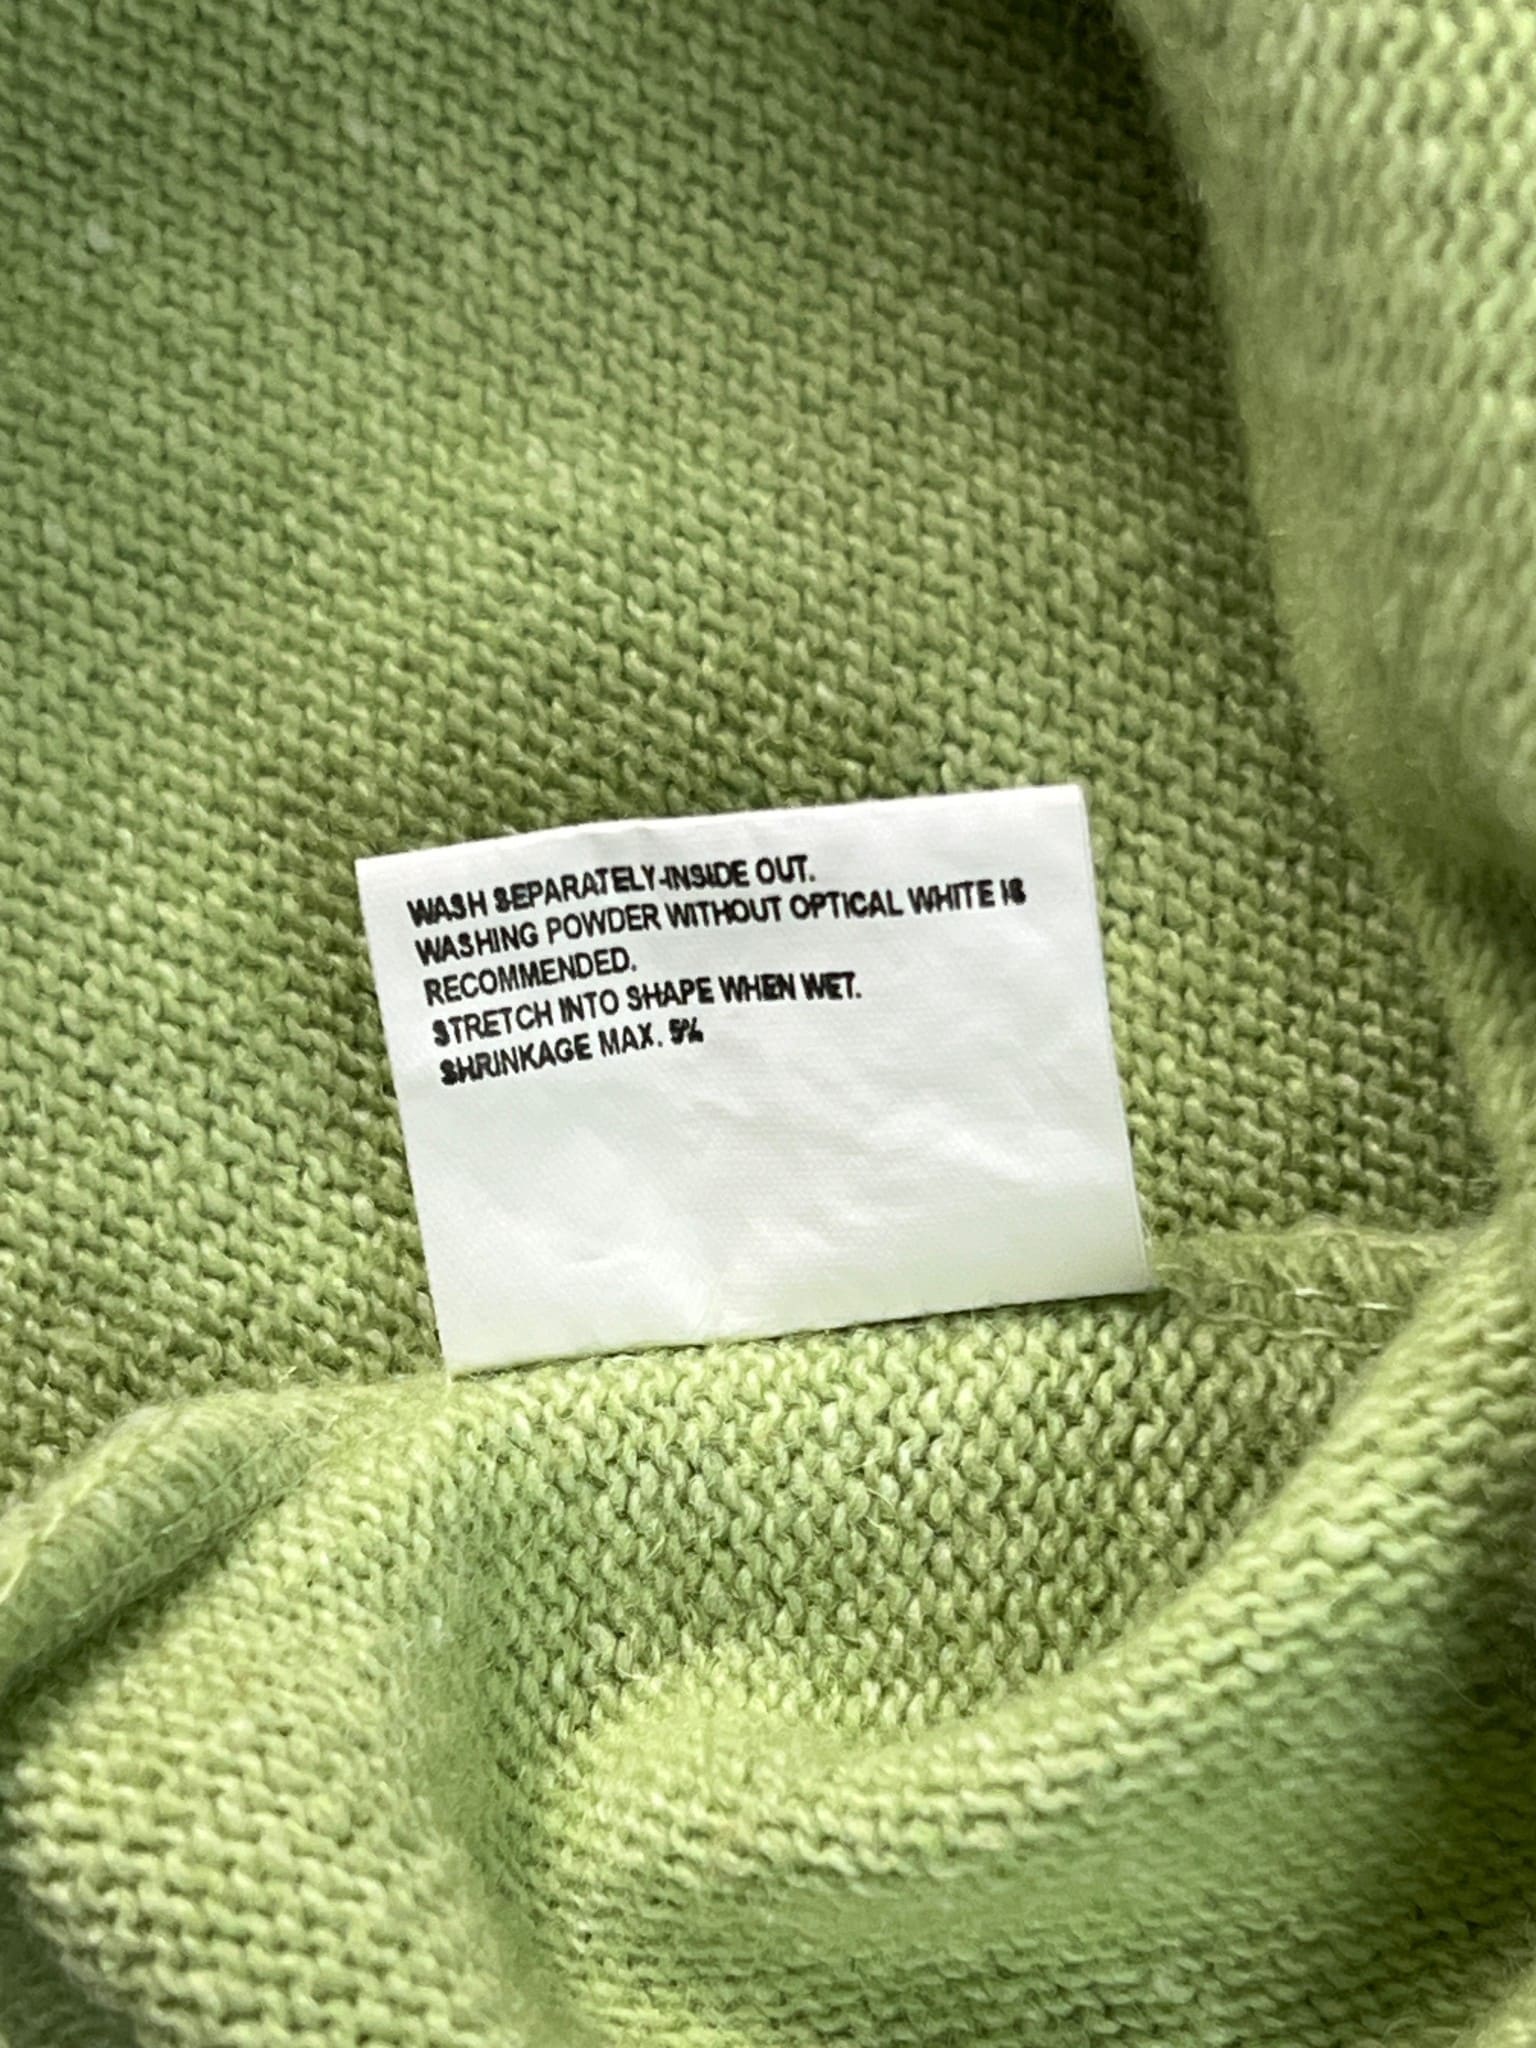 WASH SEPARATELY-INSIDE OUT.
WASHING POWDER WITHOUT OPTICAL WHITE IS
RECOMMENDED.
STRETCH INTO SHAPE WHEN WET.
SHRINKAGE MAX. 5%